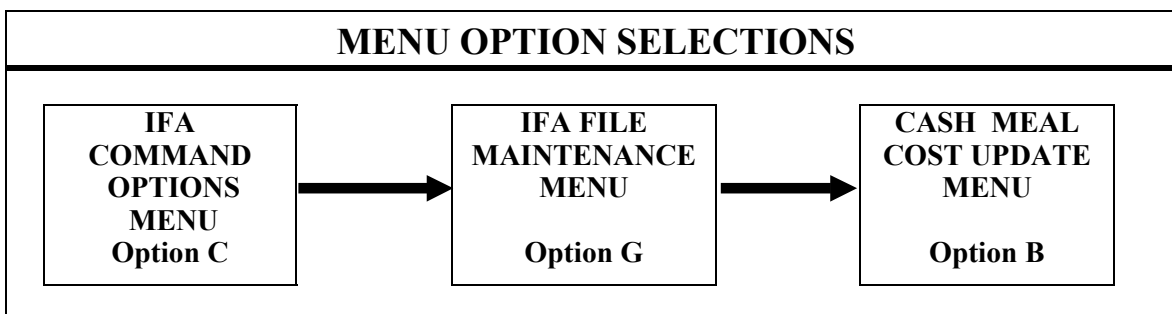 MENU OPTION SELECTIONS
IFA
COMMAND
OPTIONS
MENU
Option C
IFA FILE
MAINTENANCE
MENU
Option G
CASH MEAL
COST UPDATE
MENU
Option B